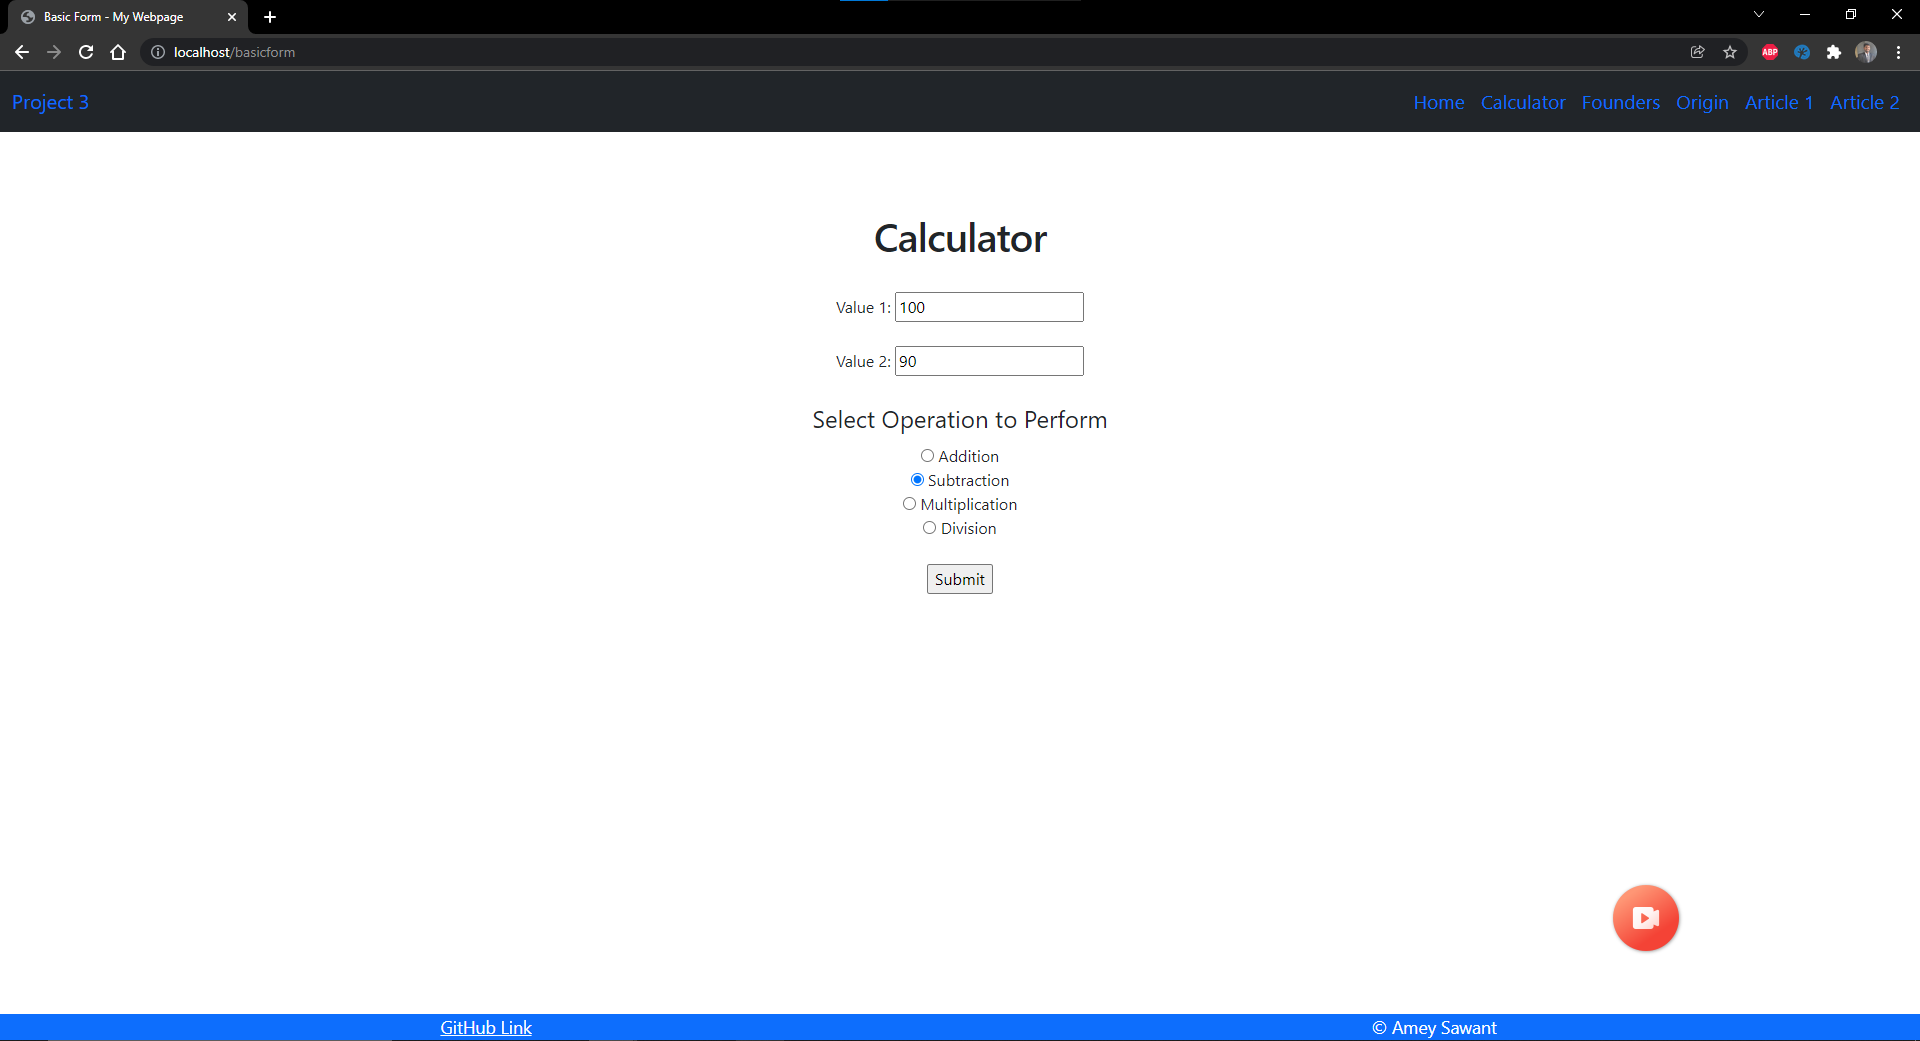 Basic Form - My Webpage
localhost/basicform
ABP
Project 3
Home Calculator Founders Origin Article 1 Article 2
Calculator
Value 1: 100
Value 2: 90
Select Operation to Perform
Addition
Subtraction
Multiplication
Division
Submit
GitHub Link
© Amey Sawant